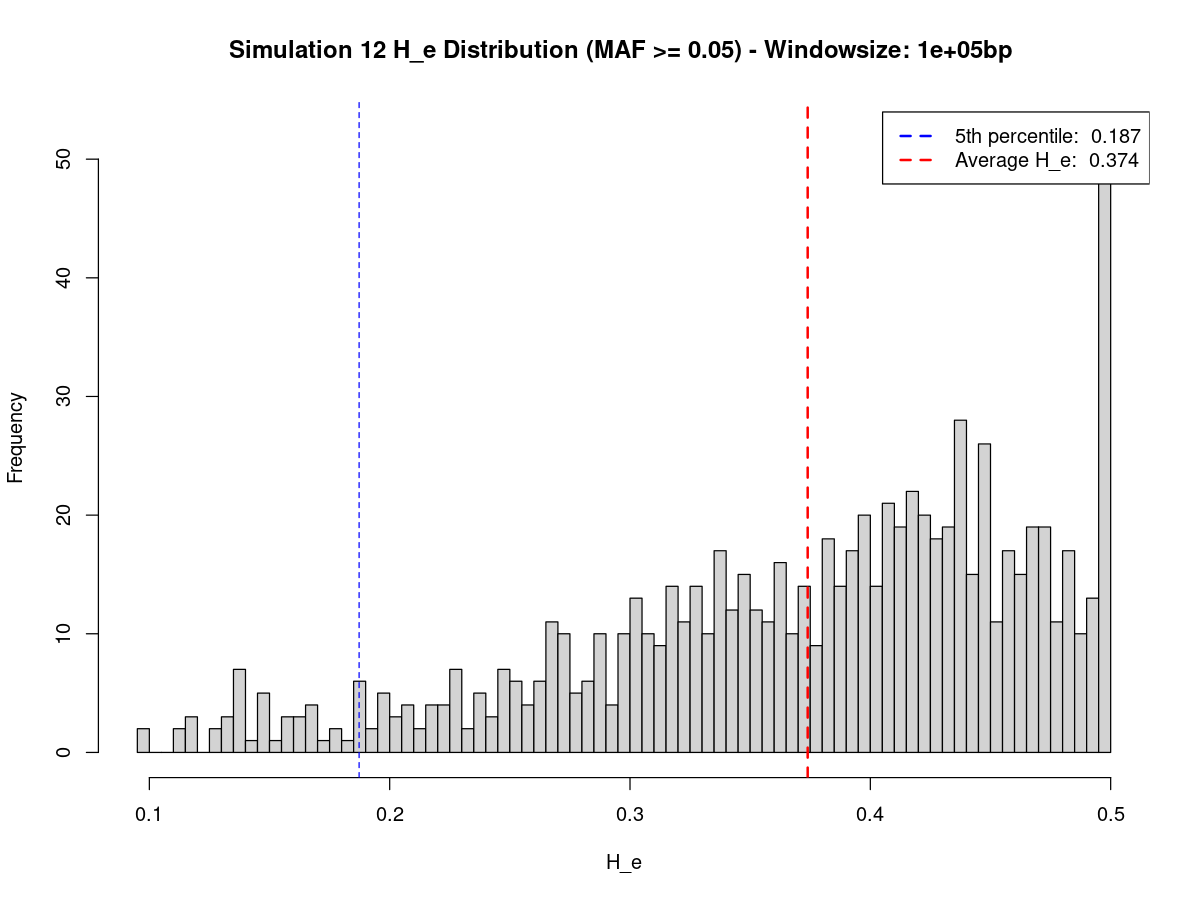 Simulation 12 H_e Distribution (MAF >= 0.05) - Windowsize: 1e+05bp
5th percentile:  0.187
Average H_e:  0.374
Frequency
50
40
30
20
10
0
0.1
0.2
0.3
0.4
0.5
H_e